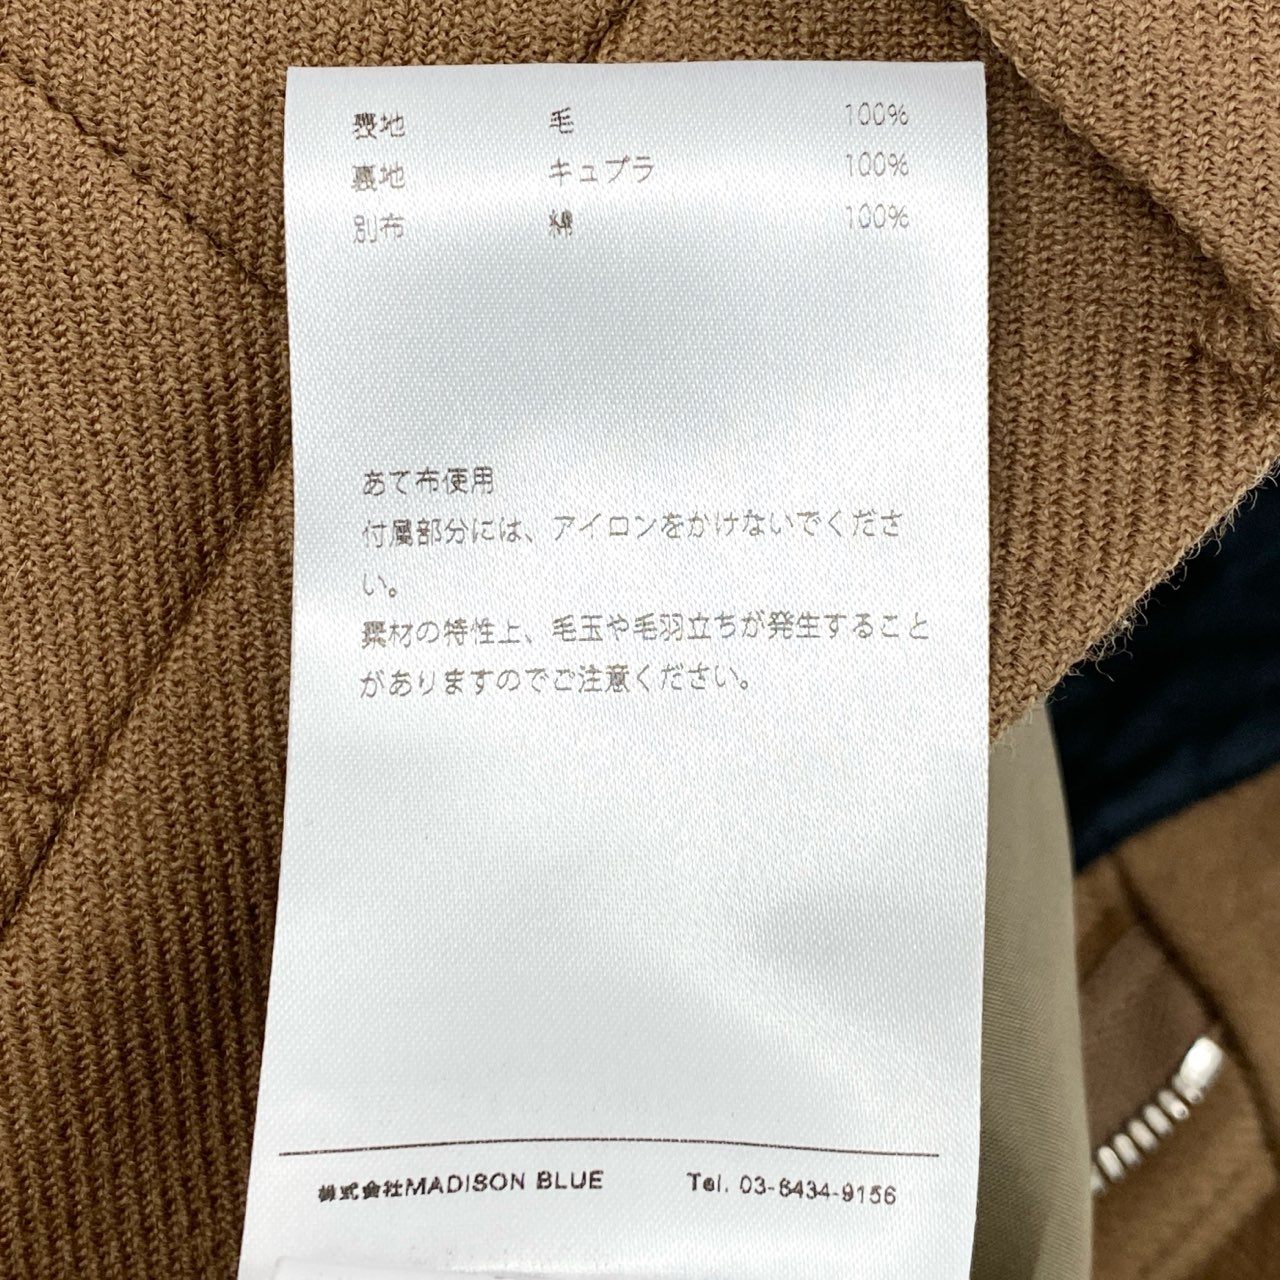 表地 毛 100%
裏地 キュプラ 100%
別布 綿 100%
あて布使用
付属部分には、アイロンをかけないでくださ
い。
素材の特性上、毛玉や毛羽立ちが発生すること
がありますのでご注意ください。
株式会社MADISON BLUE Tel. 03-6434-9156